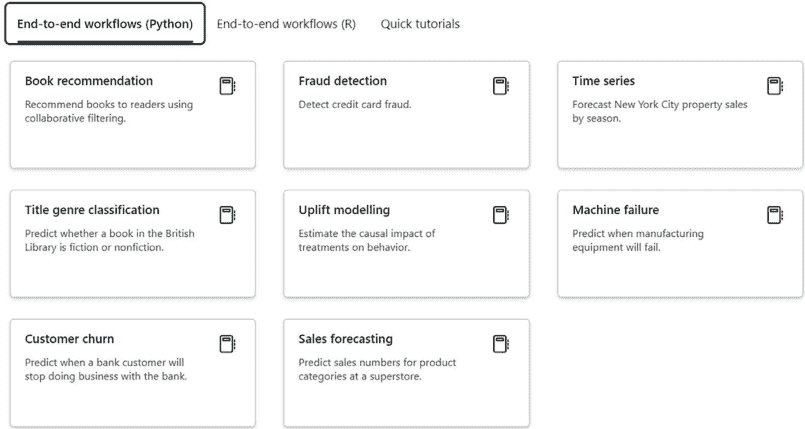 End-to-end workflows (Python)
End-to-end workflows (R)
Quick tutorials
Book recommendation
Recommend books to readers using
collaborative filtering.
Fraud detection
Detect credit card fraud.
Time series
Forecast New York City property sales
by season.
Title genre classification
Predict whether a book in the British
Library is fiction or nonfiction.
Uplift modelling
Estimate the causal impact of
treatments on behavior.
Machine failure
Predict when manufacturing
equipment will fail.
Customer churn
Predict when a bank customer will
stop doing business with the bank.
Sales forecasting
Predict sales numbers for product
categories at a superstore.